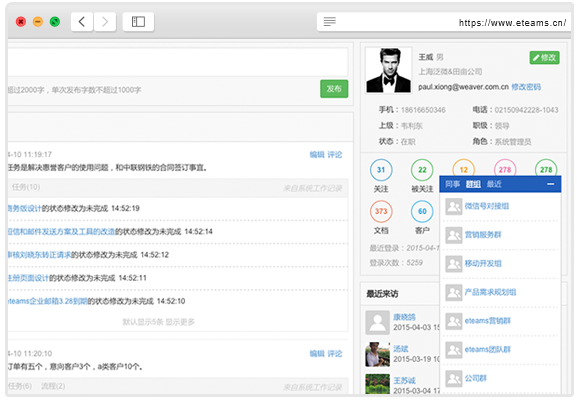 https://www.eteams.cn/
超过2000字，单次发布字数不超过1000字
发布
4-10 11:19:17
编辑 评论
任务是解决惠誉客户的使用问题，和中联钢铁的合同签订事宜。
任务(10)
来自系统工作记录
商务版设计的状态修改为未完成 14:52:19
短信和邮件发送方案及工具的改造的状态修改为未完成 14:52:14
审核刘晓东转正请求的状态修改为未完成 14:52:12
注册页面设计的状态修改为未完成 14:52:11
eteams企业邮箱3.28到期的状态修改为未完成 14:52:10
默认显示5条 显示更多
4-10 11:20:10
编辑 评论
订单有五个，意向客户3个，a类客户10个。
任务(6) 流程(2)
来自系统工作记录
王威 男
修改
上海泛微&田亩公司
paul.xiong@weaver.com.cn 修改密码
手机：18616650346
电话：02150942228-1043
上级：韦利东
职级：领导
状态：在职
角色：系统管理员
31
22
12
278
278
关注
被关注
373
60
文档
客户
最近登录：2015-04-1
登录次数：5259
最近来访
康晓鸽
2015-04-03 15
汤斌
2015-03-19 10
王苏诚
2015-03-04 17
同事 群组 最近
微信号对接组
营销服务群
移动开发组
产品需求规划组
eteams营销群
eteams团队群
公司群